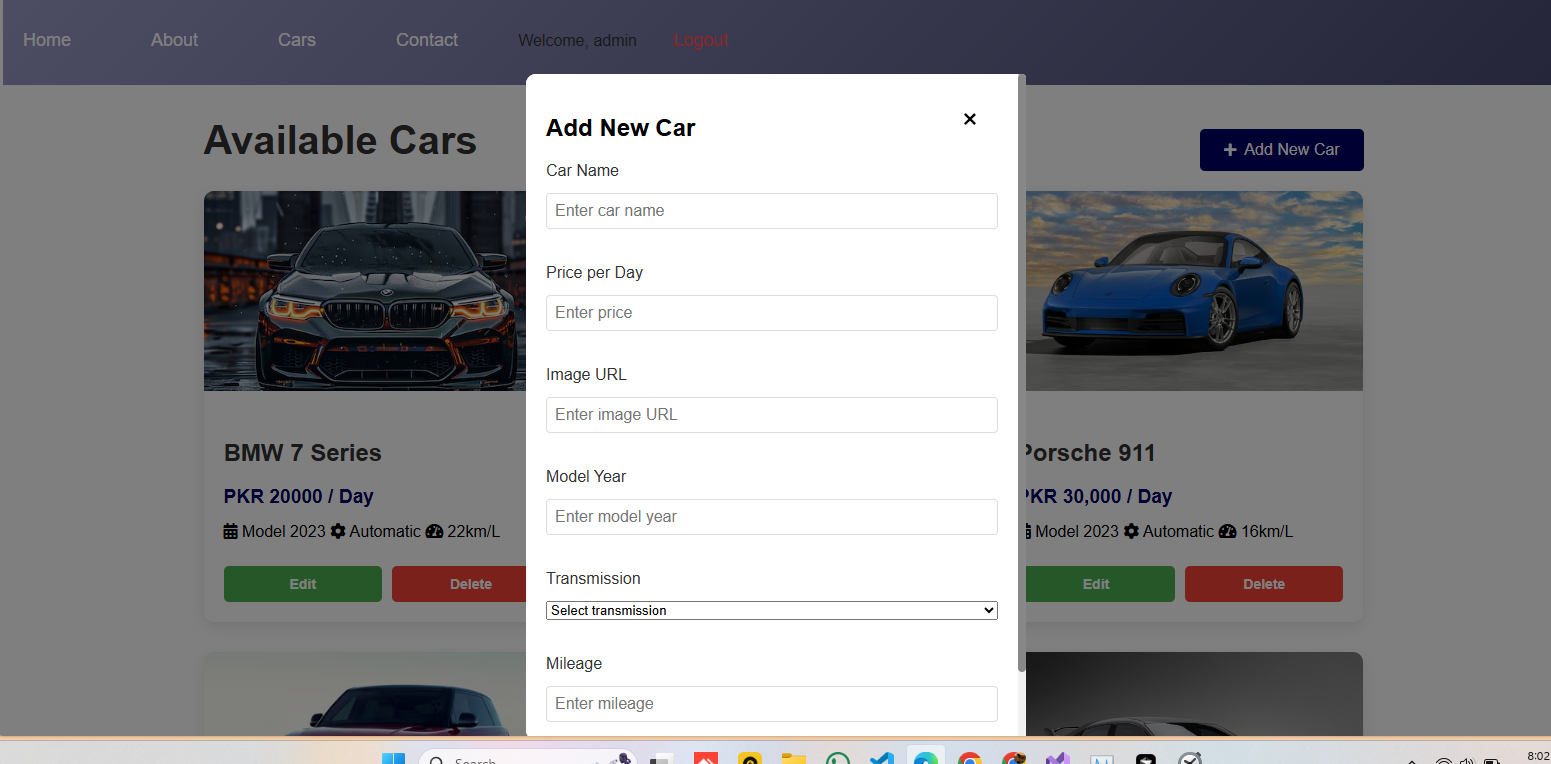 Home About Cars Contact Welcome, admin Logout
Available Cars
Add New Car
Add New Car
Car Name
Enter car name
Price per Day
Enter price
Image URL
Enter image URL
Model Year
Enter model year
Transmission
Select transmission
Mileage
Enter mileage
BMW 7 Series
PKR 20000 / Day
Model 2023 Automatic 22km/L
Edit Delete
Porsche 911
PKR 30,000 / Day
Model 2023 Automatic 16km/L
Edit Delete
Search
8:02